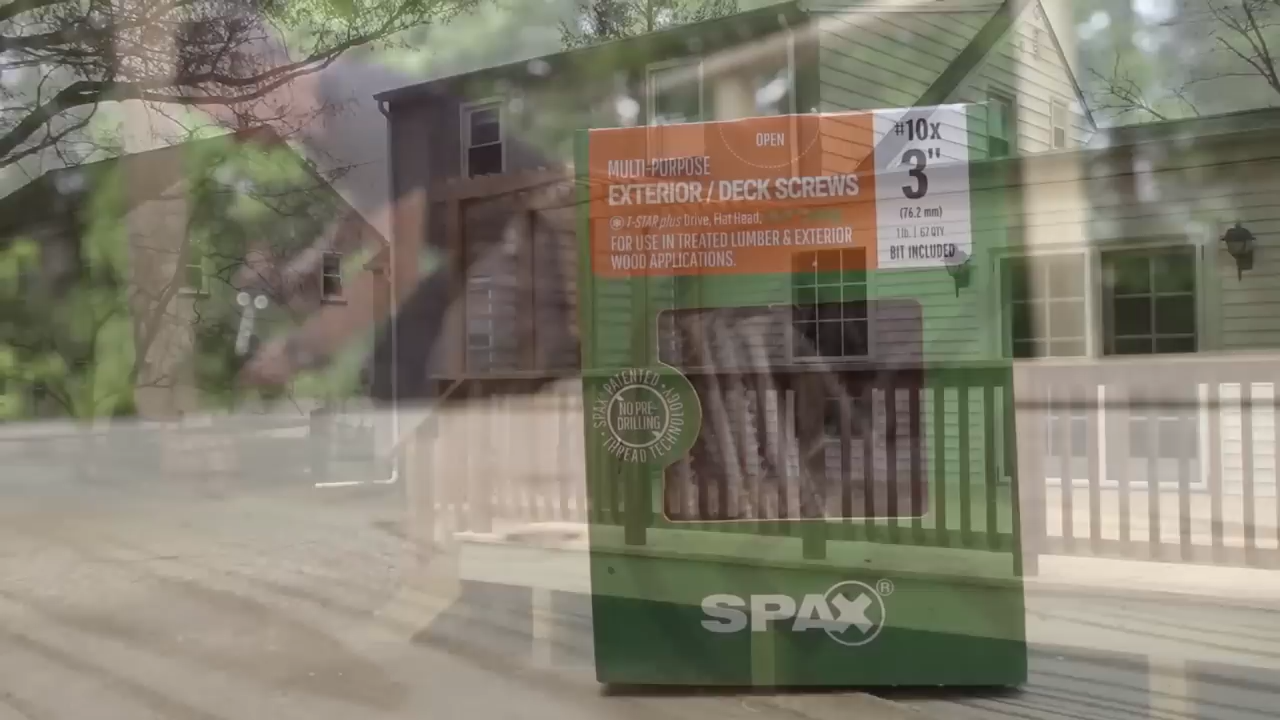 OPEN
MULTI-PURPOSE
EXTERIOR / DECK SCREWS
T-STAR plus Drive, Flat Head,
FOR USE IN TREATED LUMBER & EXTERIOR
WOOD APPLICATIONS.
#10x
3"
(76.2 mm)
1 lb. | 67 QTY
BIT INCLUDED
SPAX PATENTED • THREAD TECHNOLOGY •
NO PRE-
DRILLING
SPAX®